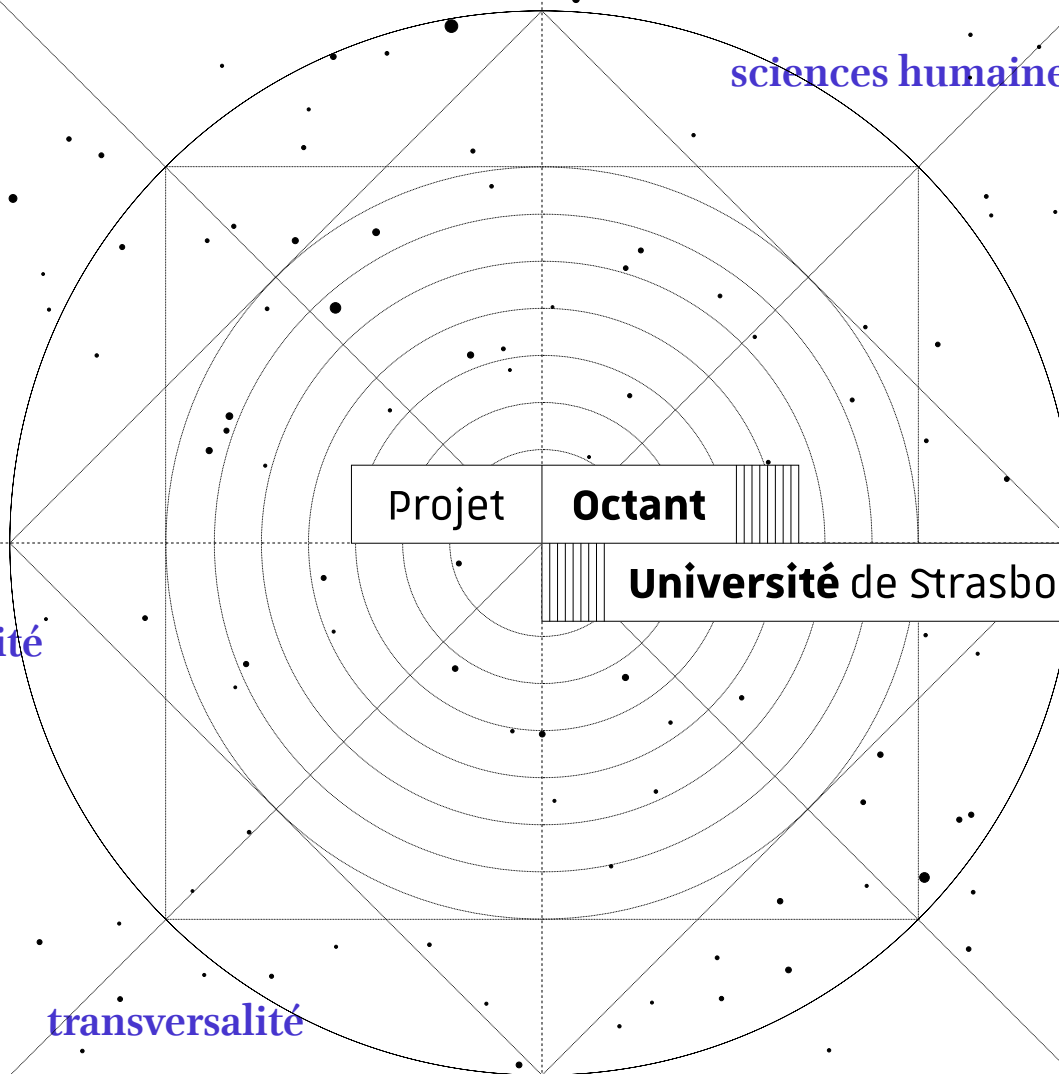 sciences humaine
Projet Octant
Université de Strasbo
ité
transversalité